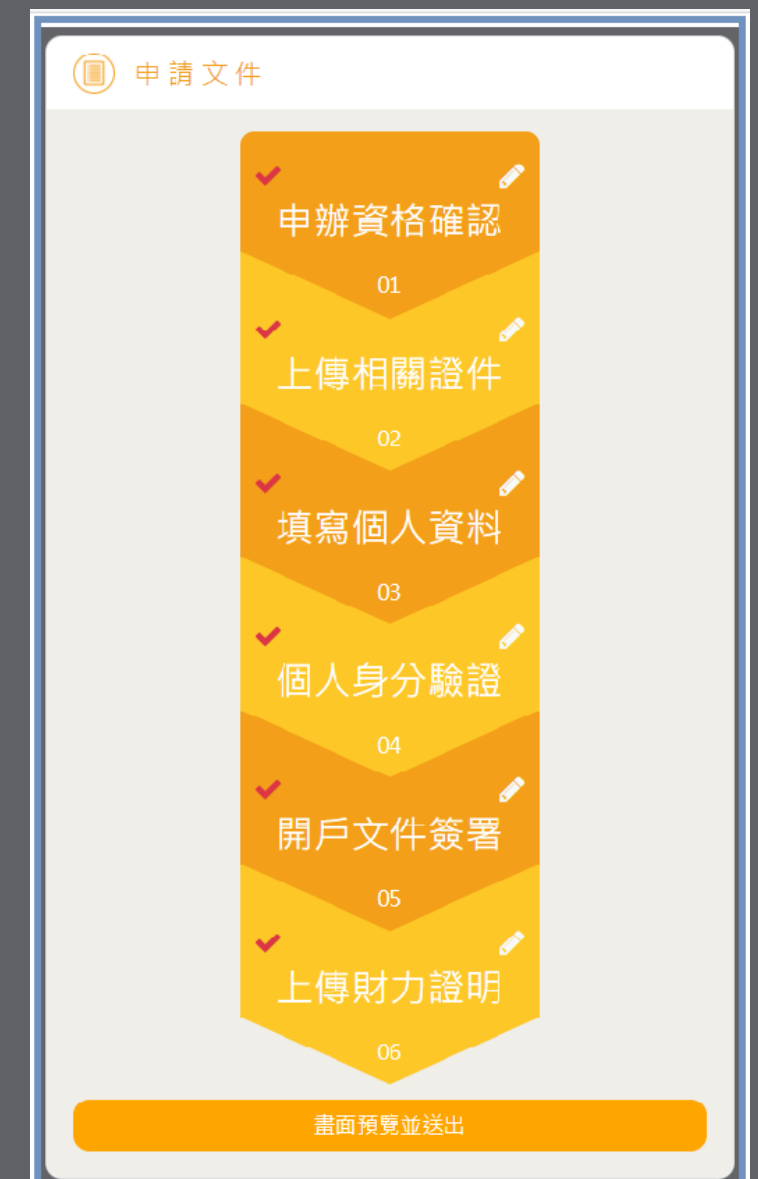 申請文件
申辦資格確認
01
上傳相關證件
02
填寫個人資料
03
個人身分驗證
04
開戶文件簽署
05
上傳財力證明
06
畫面預覽並送出